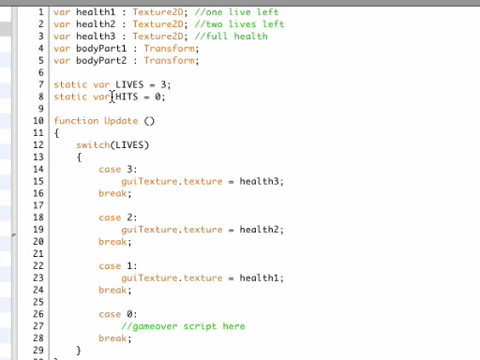 1 var health1 : Texture2D; //one live left
2 var health2 : Texture2D; //two lives left
3 var health3 : Texture2D; //full health
4 var bodyPart1 : Transform;
5 var bodyPart2 : Transform;
6
7 static var LIVES = 3;
8 static var HITS = 0;
9
10 function Update ()
11 {
12 switch(LIVES)
13 {
14 case 3:
15 guiTexture.texture = health3;
16 break;
17
18 case 2:
19 guiTexture.texture = health2;
20 break;
21
22 case 1:
23 guiTexture.texture = health1;
24 break;
25
26 case 0:
27 //gameover script here
28 break;
29 }